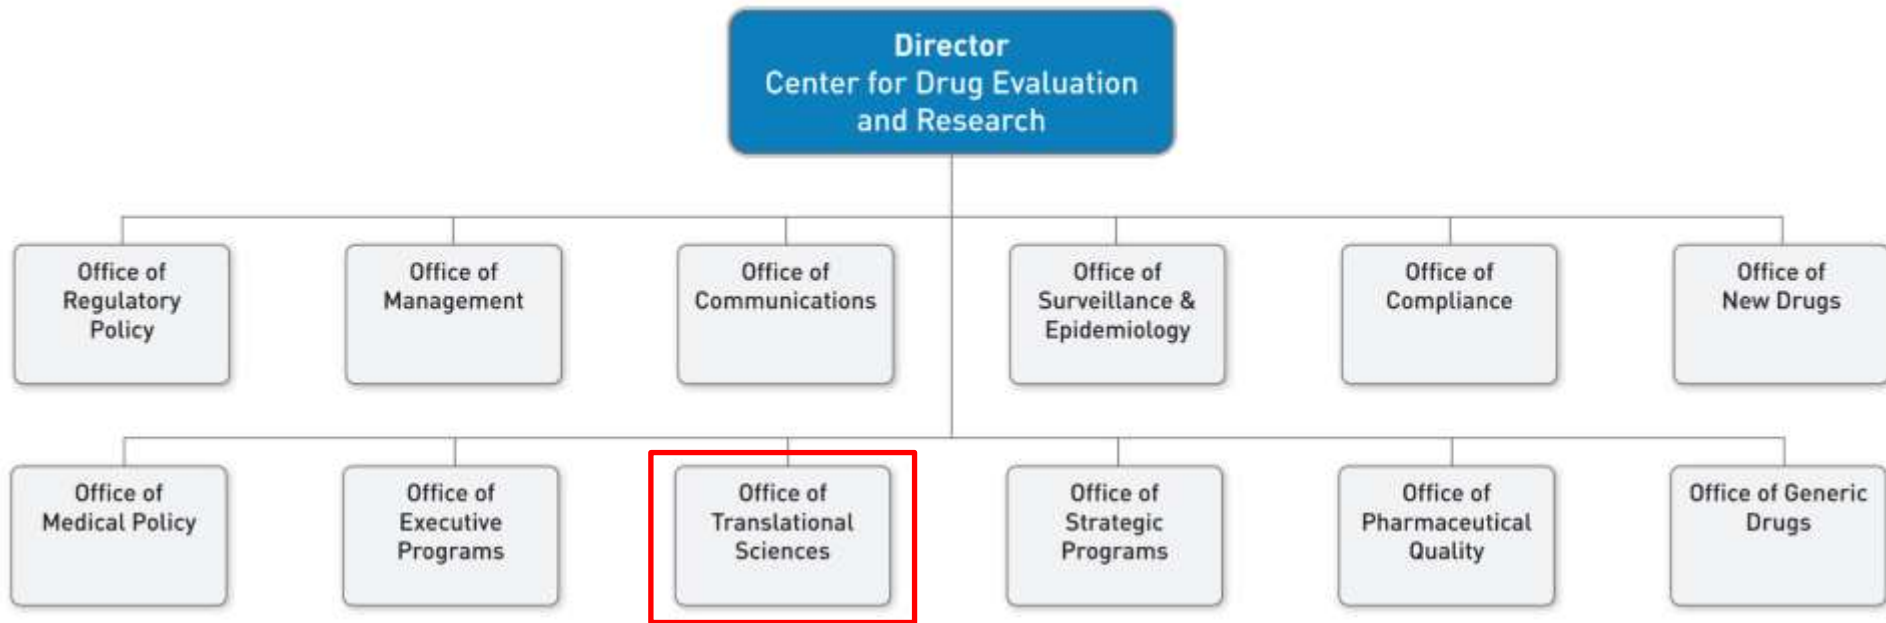 Director
Center for Drug Evaluation
and Research
Office of
Regulatory
Policy
Office of
Management
Office of
Communications
Office of
Surveillance &
Epidemiology
Office of
Compliance
Office of
New Drugs
Office of
Medical Policy
Office of
Executive
Programs
Office of
Translational
Sciences
Office of
Strategic
Programs
Office of
Pharmaceutical
Quality
Office of Generic
Drugs